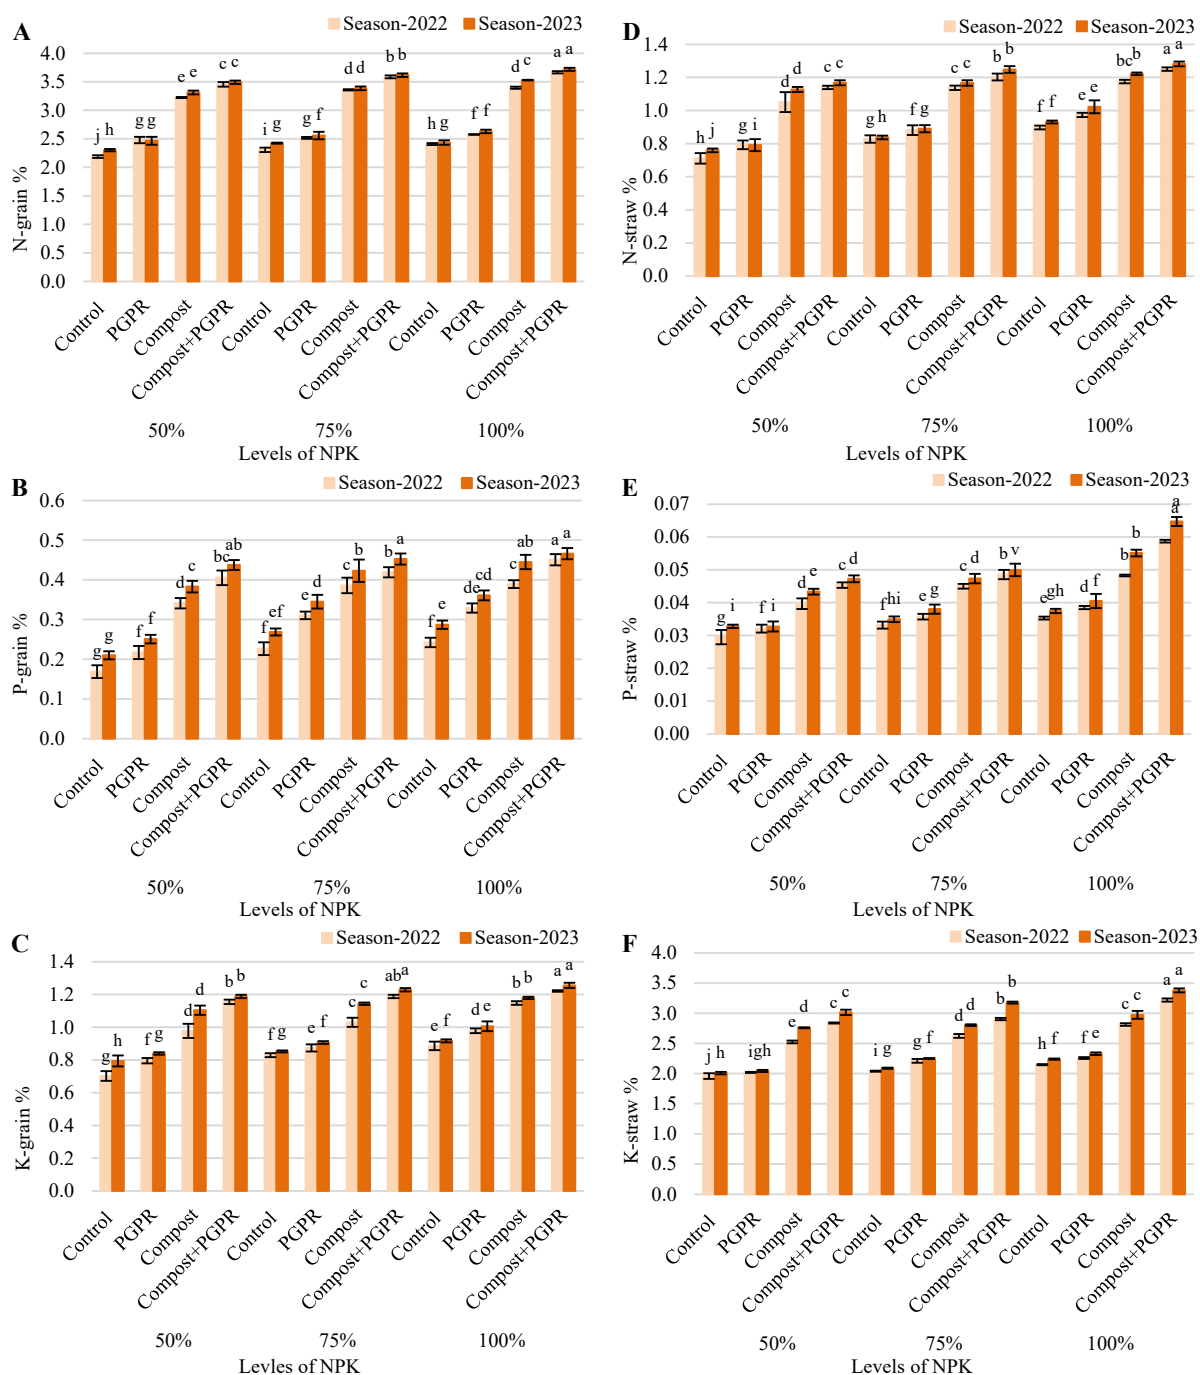 A
Season-2022 Season-2023
N-grain %
4.0
3.5
3.0
2.5
2.0
1.5
1.0
0.5
0.0
j h g g e e c c i g g f d d b b h g f f d c a a
Control PGPR Compost Compost+PGPR Control PGPR Compost Compost+PGPR Control PGPR Compost Compost+PGPR
50% 75% 100%
Levels of NPK
D
Season-2022 Season-2023
N-straw %
1.4
1.2
1.0
0.8
0.6
0.4
0.2
0.0
h j g i d d c c g h f g c c b b f f e e bc b a a
Control PGPR Compost Compost+PGPR Control PGPR Compost Compost+PGPR Control PGPR Compost Compost+PGPR
50% 75% 100%
Levels of NPK
B
Season-2022 Season-2023
P-grain %
0.6
0.5
0.4
0.3
0.2
0.1
0.0
g g f f d c bc ab f ef e d c b b a f e de cd c ab a a
Control PGPR Compost Compost+PGPR Control PGPR Compost Compost+PGPR Control PGPR Compost Compost+PGPR
50% 75% 100%
Levels of NPK
E
Season-2022 Season-2023
P-straw %
0.07
0.06
0.05
0.04
0.03
0.02
0.01
0.00
g i f i d e c d f hi e g c d b v e gh d f b b a a
Control PGPR Compost Compost+PGPR Control PGPR Compost Compost+PGPR Control PGPR Compost Compost+PGPR
50% 75% 100%
Levels of NPK
C
Season-2022 Season-2023
K-grain %
1.4
1.2
1.0
0.8
0.6
0.4
0.2
0.0
g h f g d d b b f g e f c c ab a e f d e b b a a
Control PGPR Compost Compost+PGPR Control PGPR Compost Compost+PGPR Control PGPR Compost Compost+PGPR
50% 75% 100%
Levles of NPK
F
Season-2022 Season-2023
K-straw %
4.0
3.5
3.0
2.5
2.0
1.5
1.0
0.5
0.0
j h igh e d c c i g g f d d b b h f f e c c a a
Control PGPR Compost Compost+PGPR Control PGPR Compost Compost+PGPR Control PGPR Compost Compost+PGPR
50% 75% 100%
Levels of NPK